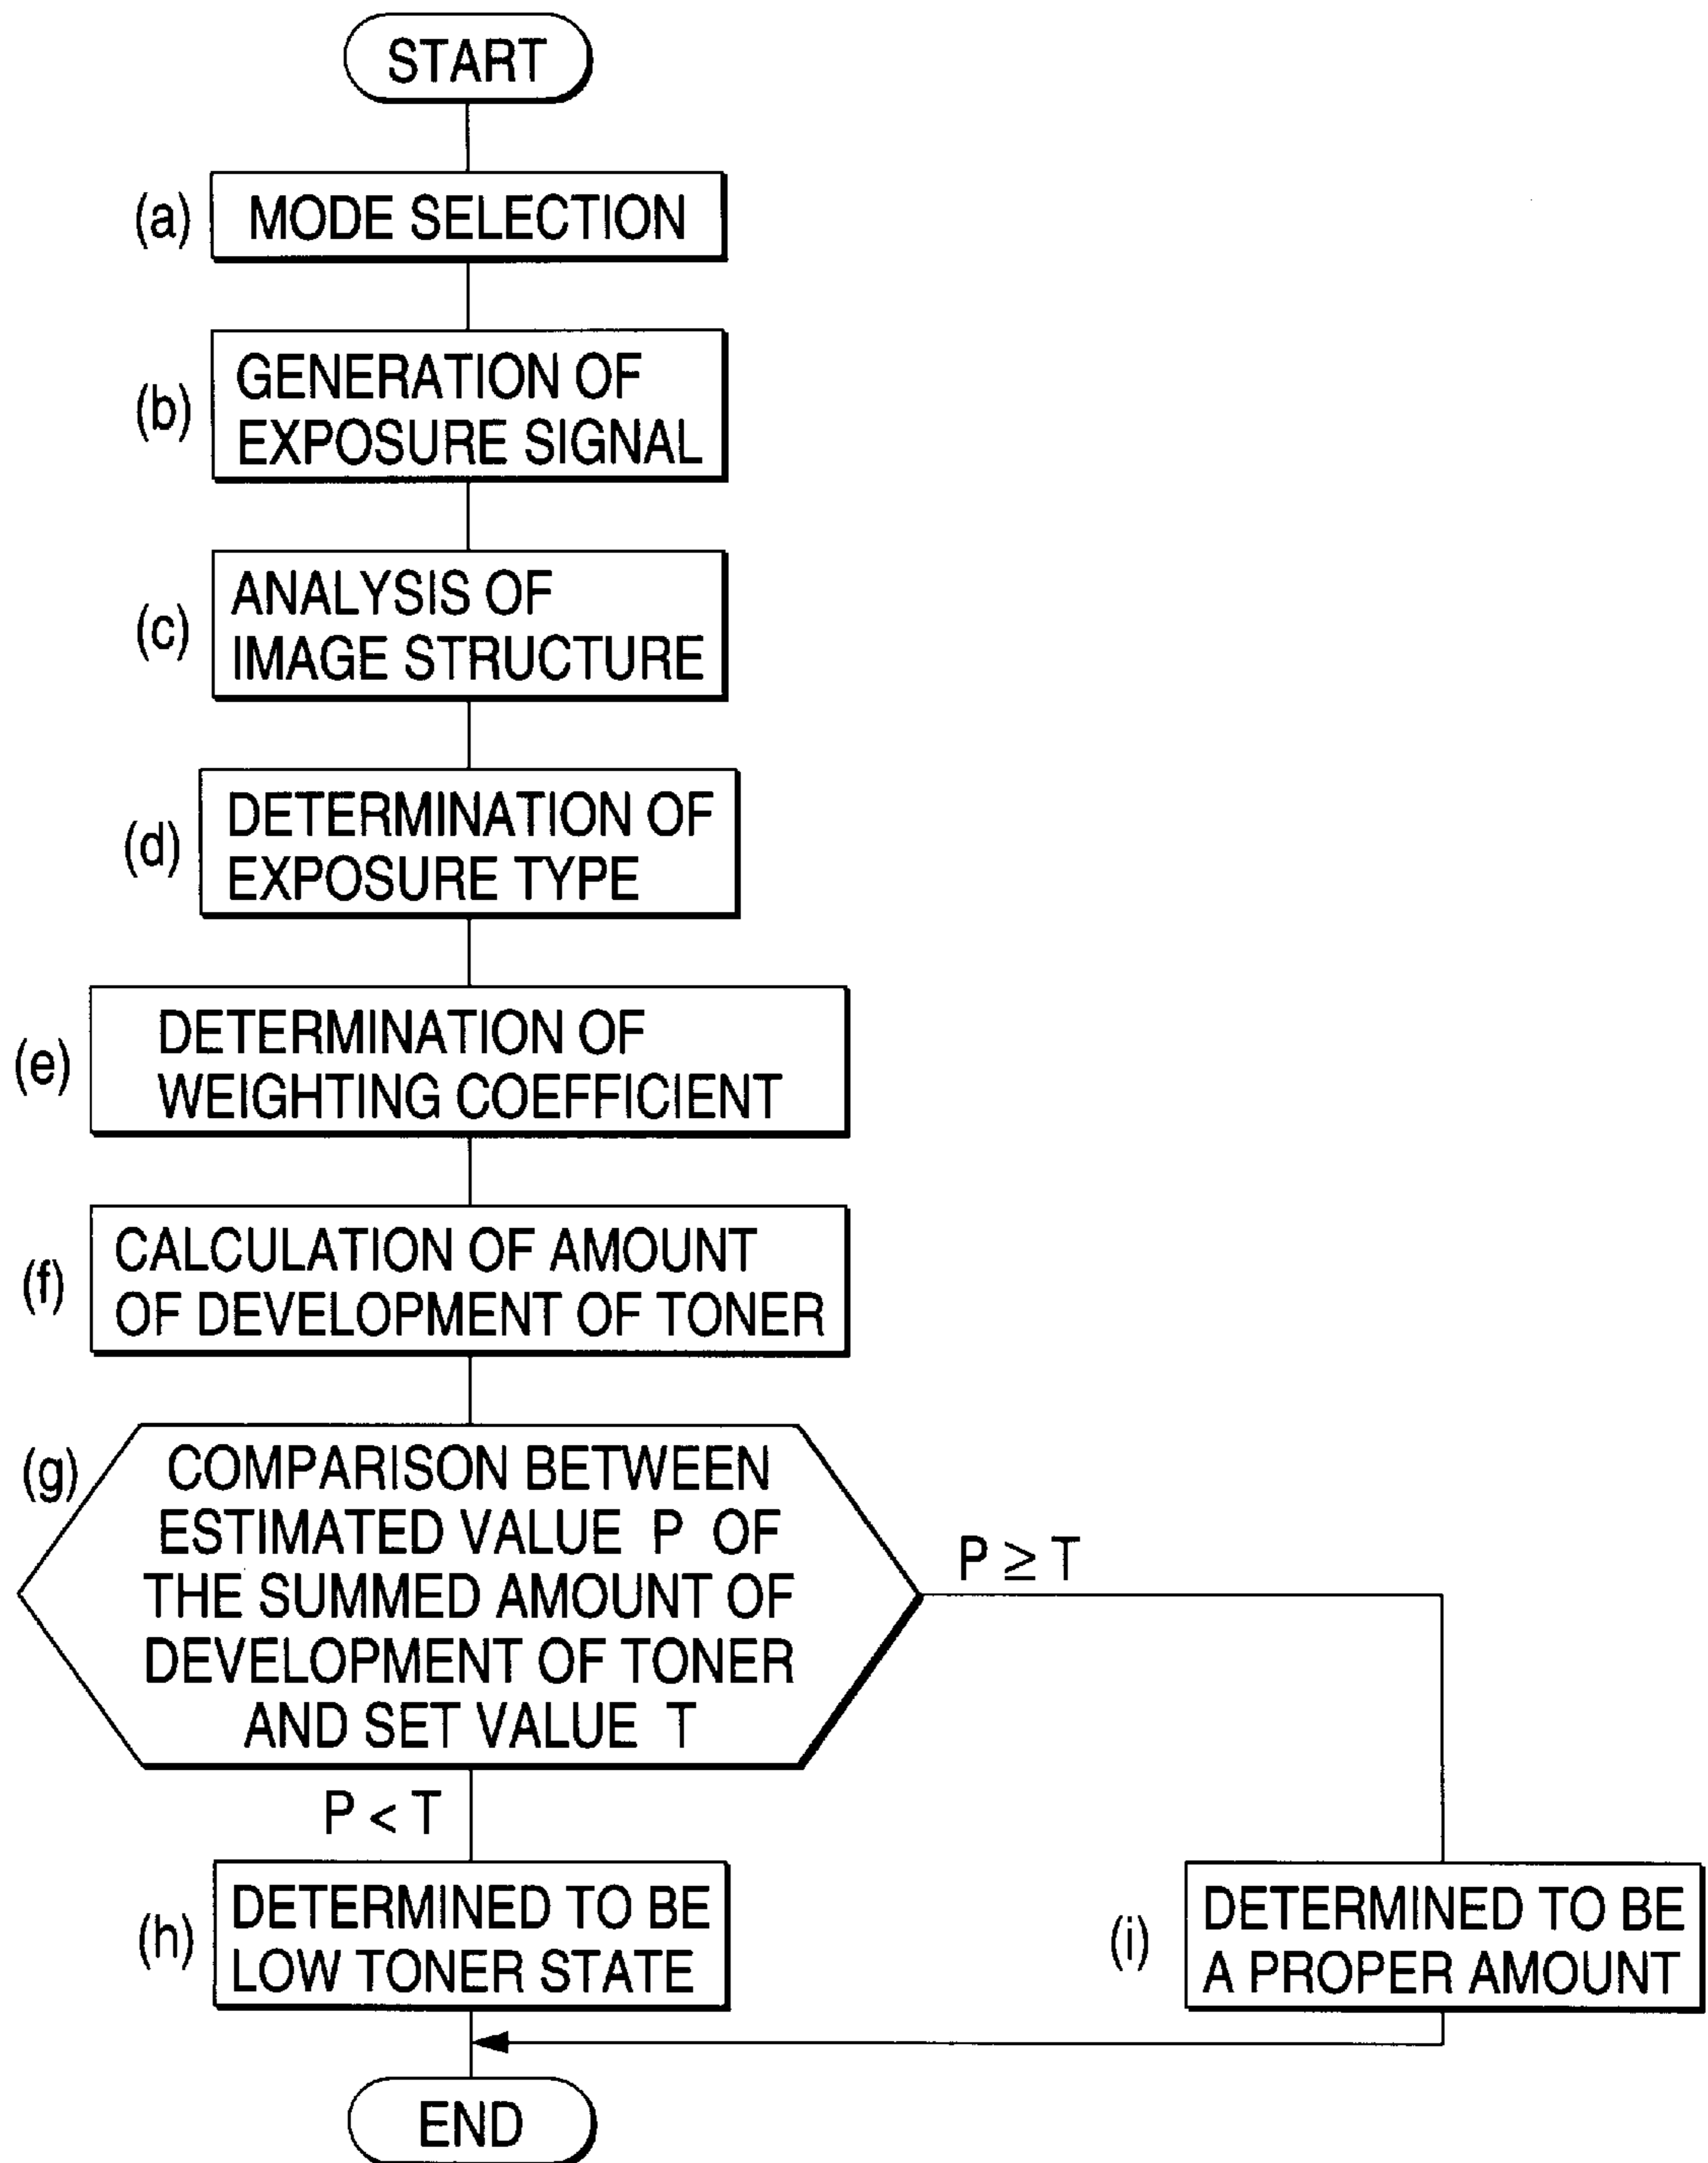 START
(a) MODE SELECTION
(b)
GENERATION OF
EXPOSURE SIGNAL
(c)
ANALYSIS OF
IMAGE STRUCTURE
(d)
DETERMINATION OF
EXPOSURE TYPE
(e)
DETERMINATION OF
WEIGHTING COEFFICIENT
(f)
CALCULATION OF AMOUNT
OF DEVELOPMENT OF TONER
(g)
COMPARISON BETWEEN
ESTIMATED VALUE P OF
THE SUMMED AMOUNT OF
DEVELOPMENT OF TONER
AND SET VALUE T
P ≥ T
P < T
(h)
DETERMINED TO BE
LOW TONER STATE
(i)
DETERMINED TO BE
A PROPER AMOUNT
END